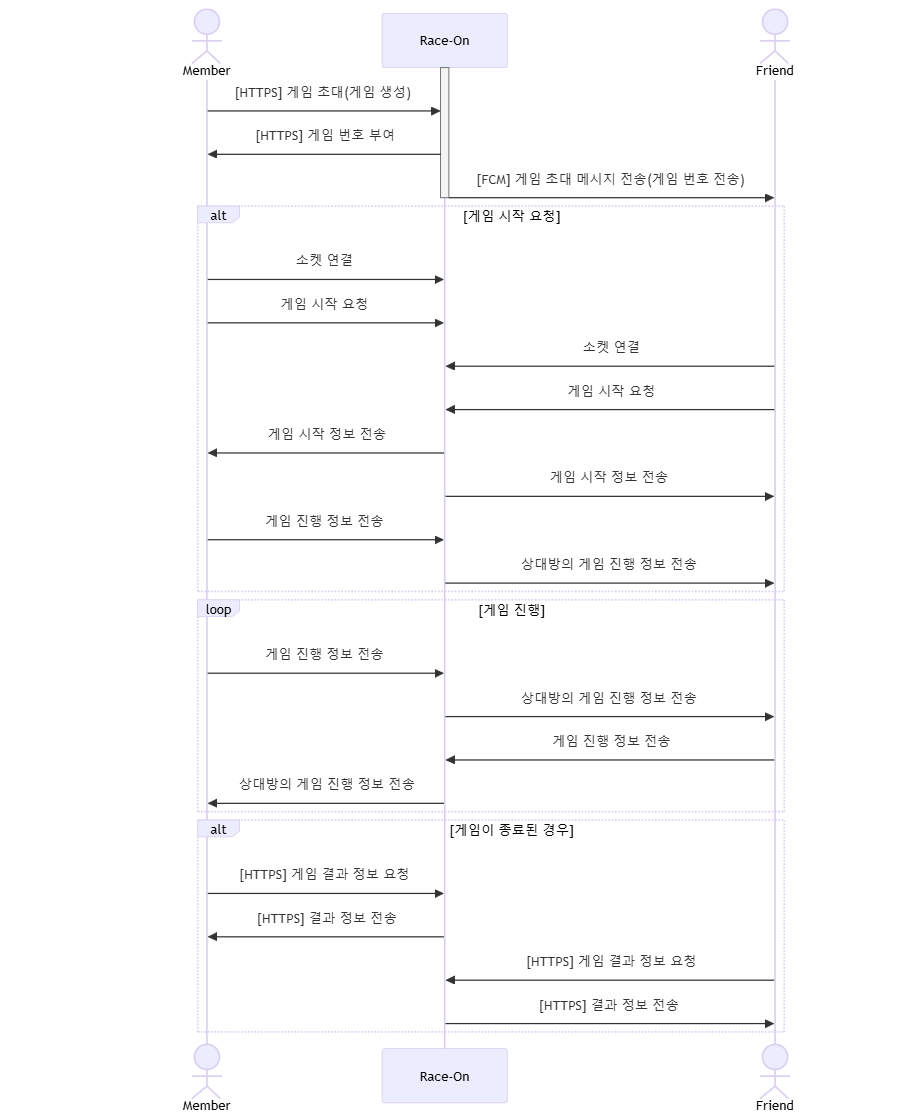 Member
Race-On
Friend
[HTTPS] 게임 초대(게임 생성)
[HTTPS] 게임 번호 부여
[FCM] 게임 초대 메시지 전송(게임 번호 전송)
alt
[게임 시작 요청]
소켓 연결
게임 시작 요청
소켓 연결
게임 시작 요청
게임 시작 정보 전송
게임 시작 정보 전송
게임 진행 정보 전송
상대방의 게임 진행 정보 전송
loop
[게임 진행]
게임 진행 정보 전송
상대방의 게임 진행 정보 전송
게임 진행 정보 전송
상대방의 게임 진행 정보 전송
alt
[게임이 종료된 경우]
[HTTPS] 게임 결과 정보 요청
[HTTPS] 결과 정보 전송
[HTTPS] 게임 결과 정보 요청
[HTTPS] 결과 정보 전송
Member
Race-On
Friend